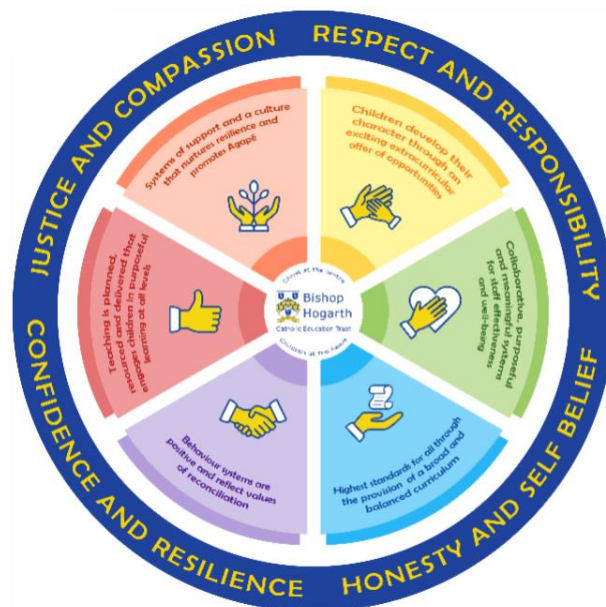 JUSTICE AND COMPASSION
RESPECT AND RESPONSIBILITY
HONESTY AND SELF BELIEF
CONFIDENCE AND RESILIENCE
Systems of support and a culture
that nurtures resilience and
promotes Agapé
Children develop their
character through an
exciting extracurricular
offer of opportunities
Collaborative, purposeful
and meaningful systems
for staff effectiveness
and well-being
Highest standards for all through
the provision of a broad and
balanced curriculum
Behaviour systems are
positive and reflect values
of reconciliation
Teaching is planned,
resourced and delivered that
engages children in purposeful
learning at all levels
Christ at the centre
Bishop
Hogarth
Catholic Education Trust
Children at the heart